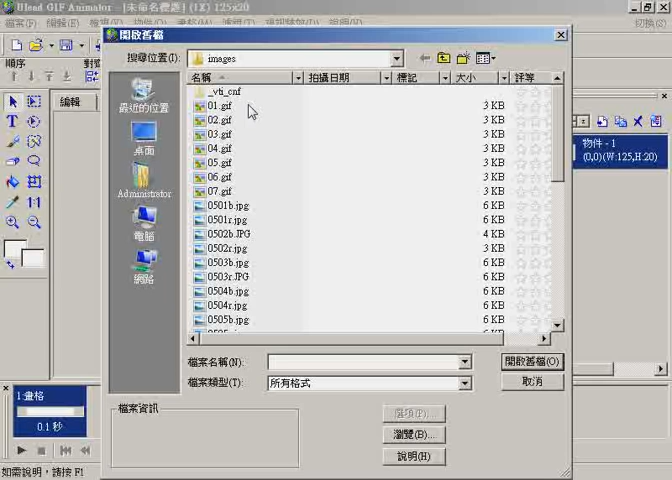 Ulead GIF Animator - [未命名標題] (1X) 125x20
檔案(F) 編輯(E)
開啟舊檔
搜尋位置(I): images
順序
編輯
名稱 拍攝日期 標記 大小 評等
_vti_cnf
01.gif 3 KB
02.gif 3 KB
03.gif 3 KB
04.gif 3 KB
05.gif 3 KB
06.gif 3 KB
07.gif 3 KB
0501b.jpg 6 KB
0501r.jpg 6 KB
0502b.JPG 4 KB
0502r.jpg 3 KB
0503b.jpg 6 KB
0503r.JPG 6 KB
0504b.jpg 6 KB
0504r.jpg 6 KB
0505b.jpg 6 KB
最近的位置
桌面
Administrator
電腦
網路
物件 - 1
(0,0)(W:125,H:20)
1:1
檔案名稱(N): 開啟舊檔(O)
檔案類型(T): 所有格式 取消
檔案資訊
選項(P)...
瀏覽(B)...
說明(H)
1:畫格
0.1 秒
如需說明，請按 F1